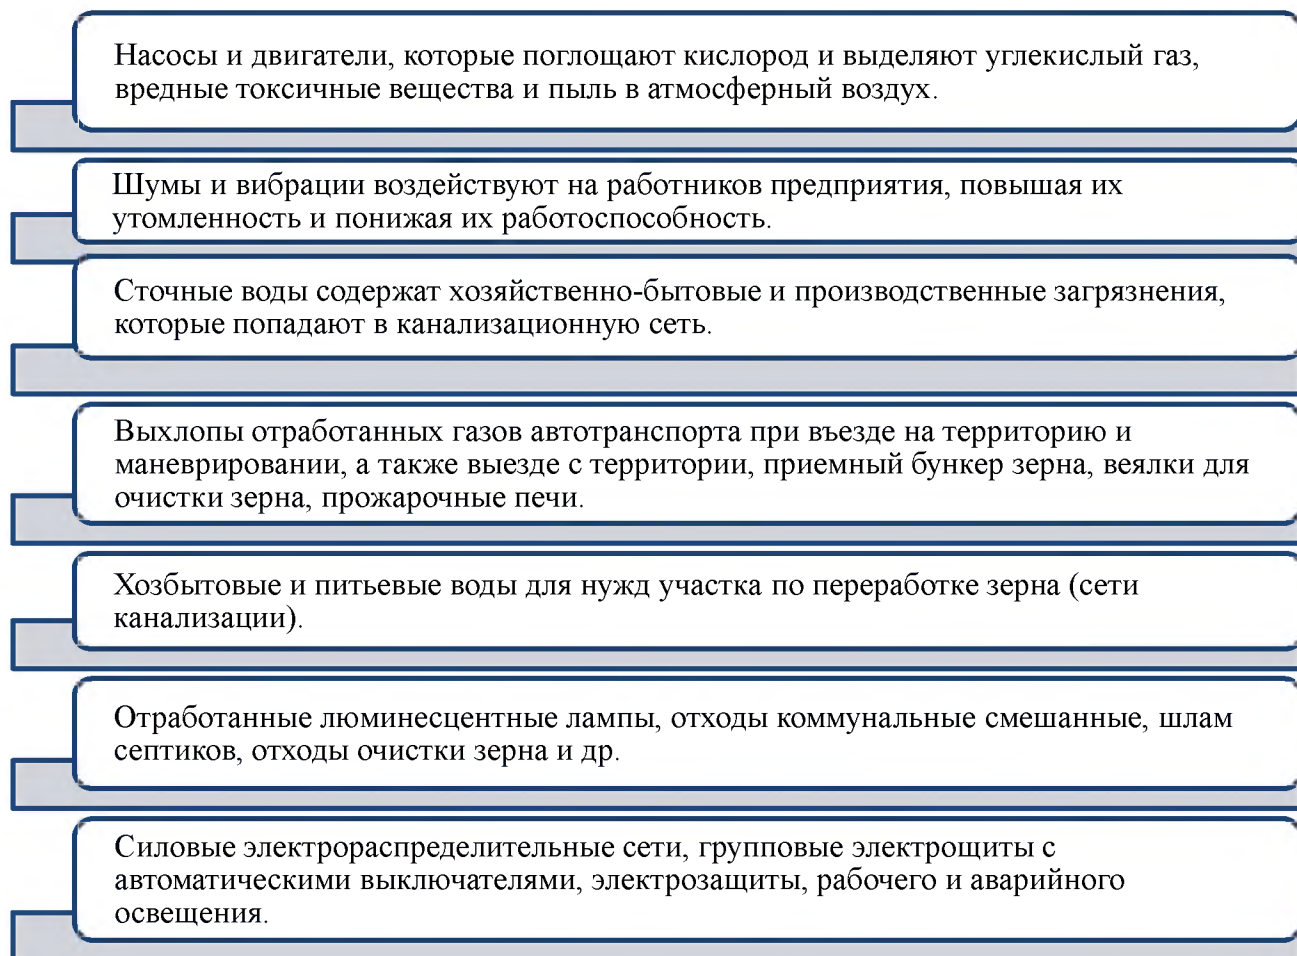 Насосы и двигатели, которые поглощают кислород и выделяют углекислый газ,
вредные токсичные вещества и пыль в атмосферный воздух.
Шумы и вибрации воздействуют на работников предприятия, повышая их
утомленность и понижая их работоспособность.
Сточные воды содержат хозяйственно-бытовые и производственные загрязнения,
которые попадают в канализационную сеть.
Выхлопы отработанных газов автотранспорта при въезде на территорию и
маневрировании, а также выезде с территории, приемный бункер зерна, веялки для
очистки зерна, прожарочные печи.
Хозбытовые и питьевые воды для нужд участка по переработке зерна (сети
канализации).
Отработанные люминесцентные лампы, отходы коммунальные смешанные, шлам
септиков, отходы очистки зерна и др.
Силовые электрораспределительные сети, групповые электрощиты с
автоматическими выключателями, электрозащиты, рабочего и аварийного
освещения.